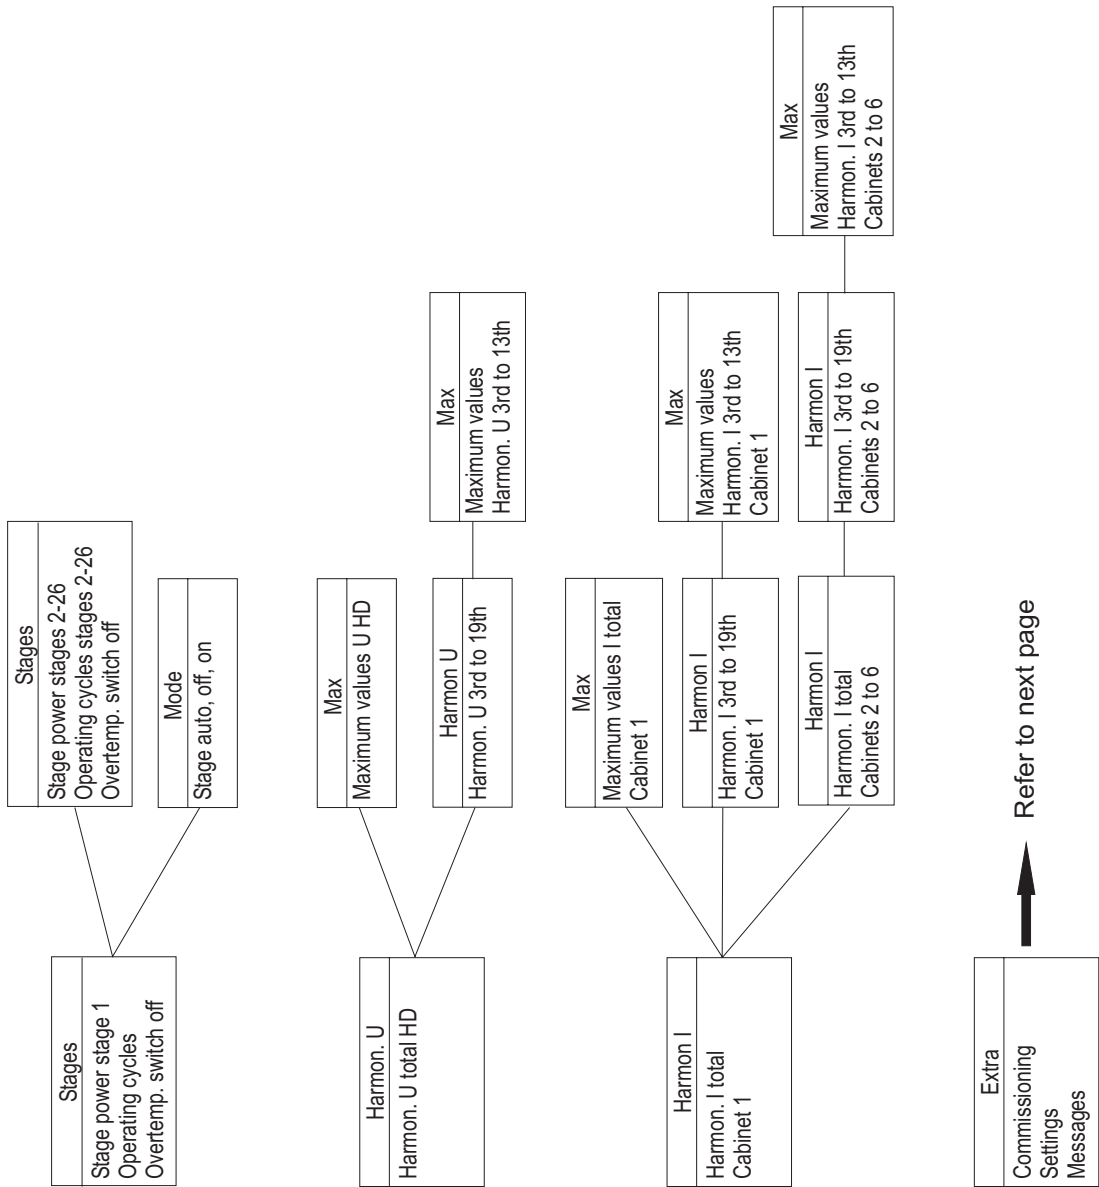 Stages
Stage power stage 1
Operating cycles
Overtemp. switch off
Stages
Stage power stages 2-26
Operating cycles stages 2-26
Overtemp. switch off
Mode
Stage auto, off, on
Harmon. U
Harmon. U total HD
Max
Maximum values U HD
Harmon U
Harmon. U 3rd to 19th
Max
Maximum values
Harmon. U 3rd to 13th
Harmon I
Harmon. I total
Cabinet 1
Max
Maximum values I total
Cabinet 1
Harmon I
Harmon. I 3rd to 19th
Cabinet 1
Max
Maximum values
Harmon. I 3rd to 13th
Cabinet 1
Harmon I
Harmon. I total
Cabinets 2 to 6
Harmon I
Harmon. I 3rd to 19th
Cabinets 2 to 6
Max
Maximum values
Harmon. I 3rd to 13th
Cabinets 2 to 6
Extra
Commissioning
Settings
Messages
Refer to next page